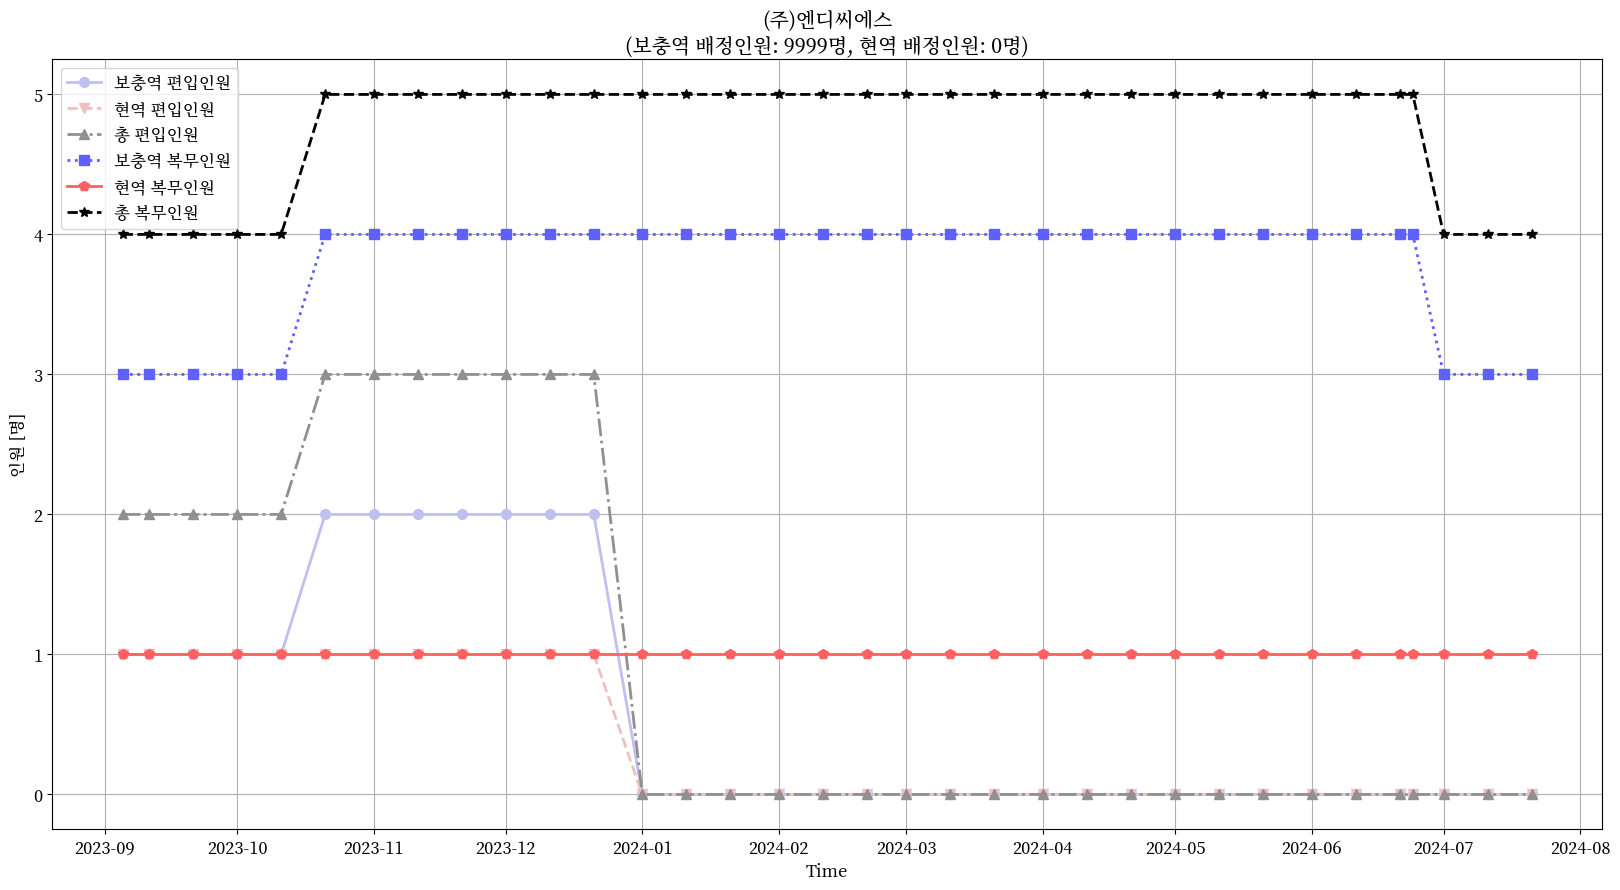 (주)엔디씨에스
(보충역 배정인원: 9999명, 현역 배정인원: 0명)
보충역 편입인원
현역 편입인원
총 편입인원
보충역 복무인원
현역 복무인원
총 복무인원
인원 [명]
5
4
3
2
1
0
2023-09 2023-10 2023-11 2023-12 2024-01 2024-02 2024-03 2024-04 2024-05 2024-06 2024-07 2024-08
Time